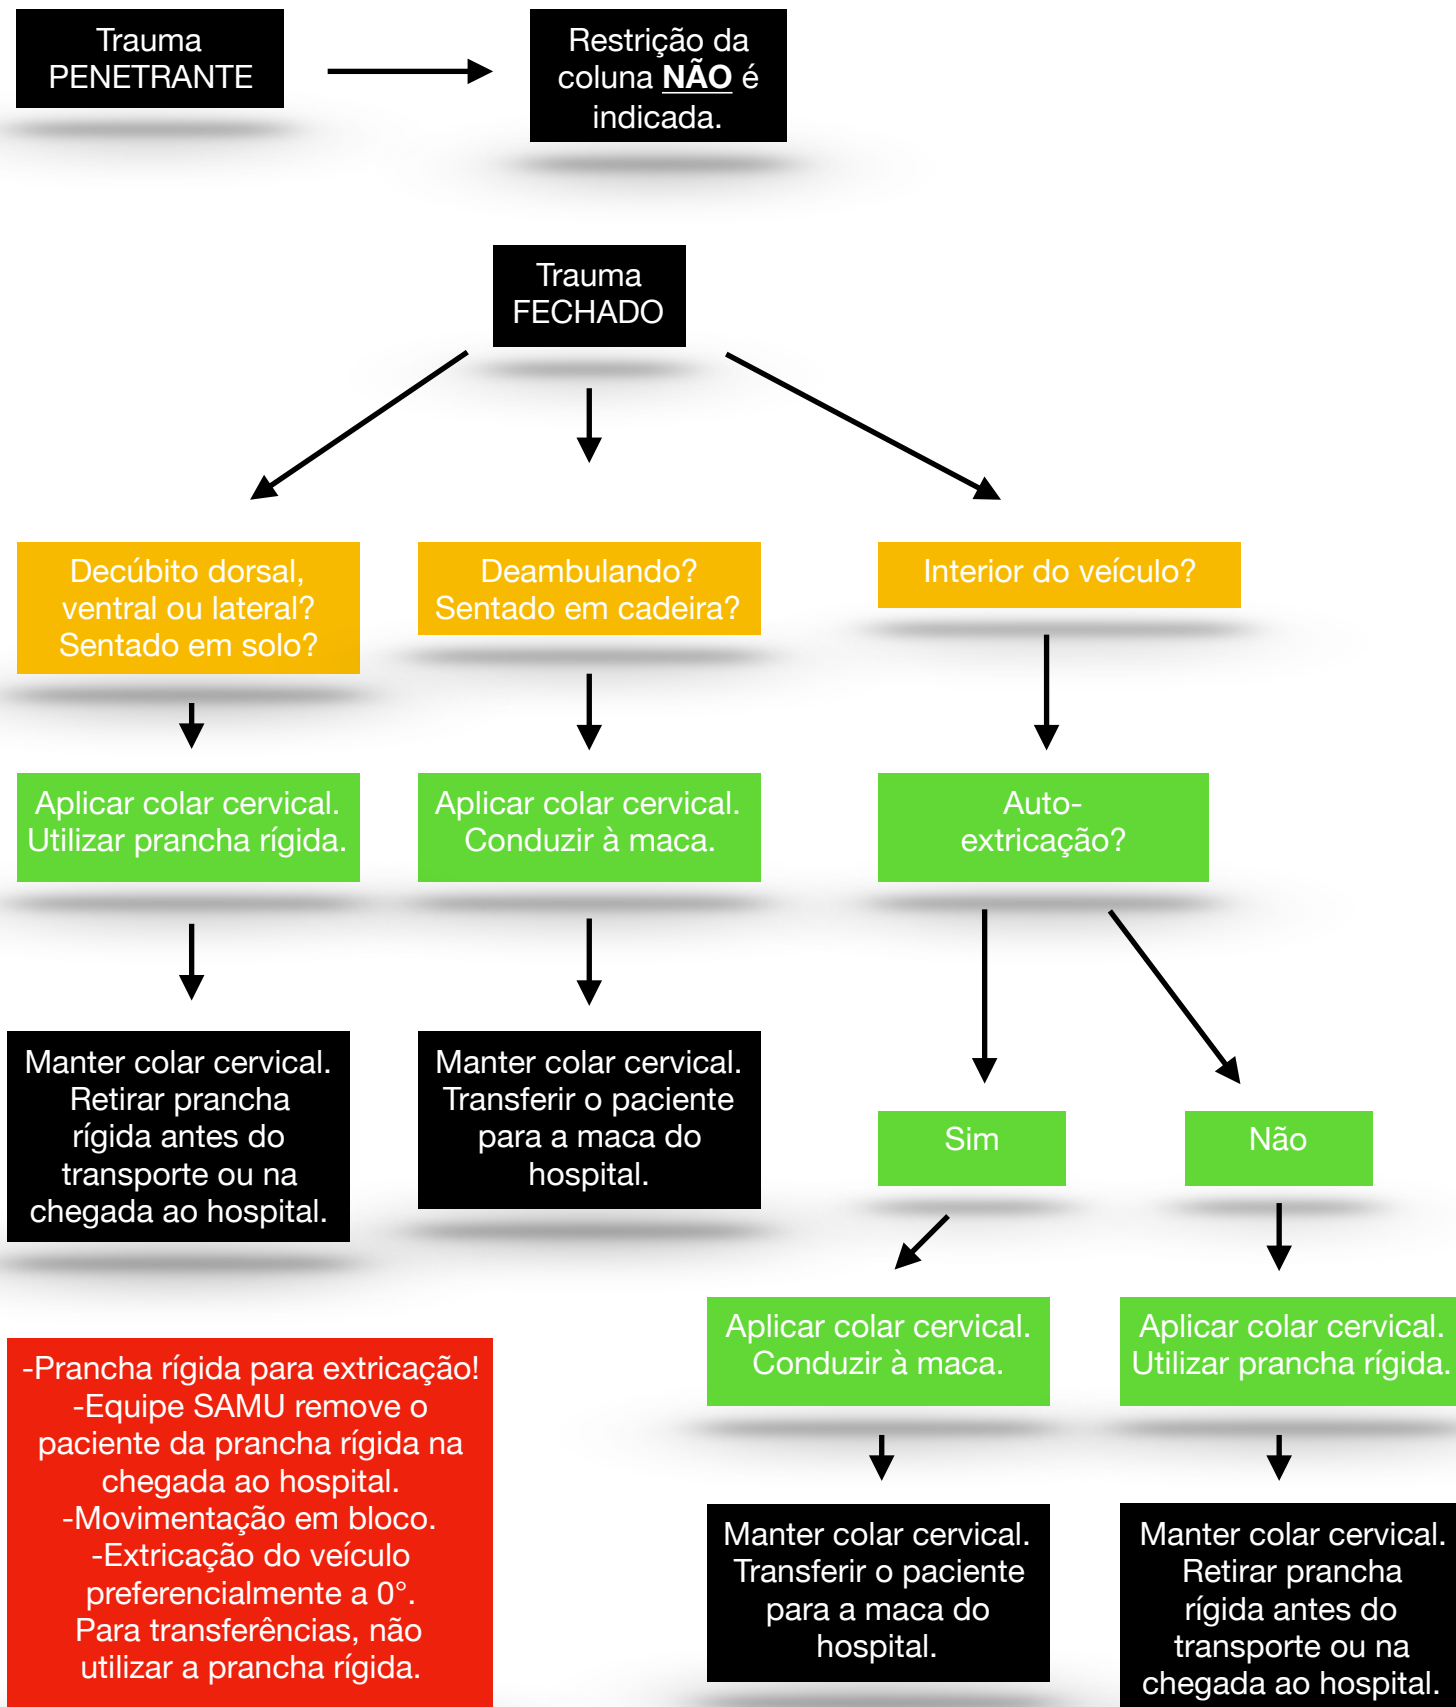 Trauma
PENETRANTE
Restrição da
coluna NÃO é
indicada.
Trauma
FECHADO
Decúbito dorsal,
ventral ou lateral?
Sentado em solo?
Deambulando?
Sentado em cadeira?
Interior do veículo?
Aplicar colar cervical.
Utilizar prancha rígida.
Aplicar colar cervical.
Conduzir à maca.
Auto-
extricação?
Manter colar cervical.
Retirar prancha
rígida antes do
transporte ou na
chegada ao hospital.
Manter colar cervical.
Transferir o paciente
para a maca do
hospital.
Sim
Não
Aplicar colar cervical.
Conduzir à maca.
Aplicar colar cervical.
Utilizar prancha rígida.
-Prancha rígida para extricação!
-Equipe SAMU remove o
paciente da prancha rígida na
chegada ao hospital.
-Movimentação em bloco.
-Extricação do veículo
preferencialmente a 0°.
Para transferências, não
utilizar a prancha rígida.
Manter colar cervical.
Transferir o paciente
para a maca do
hospital.
Manter colar cervical.
Retirar prancha
rígida antes do
transporte ou na
chegada ao hospital.